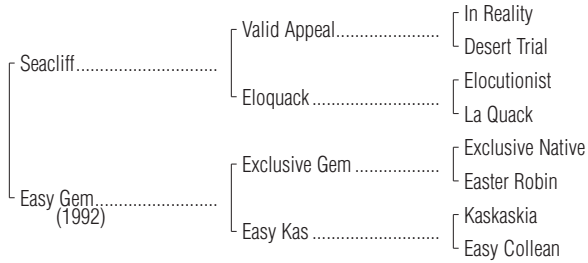 In Reality
Valid Appeal..................
Desert Trial
Seacliff.........................
Elocutionist
Eloquack ......................
La Quack
Exclusive Native
Exclusive Gem ...............
Easter Robin
Easy Gem......................
(1992)
Kaskaskia
Easy Kas ......................
Easy Collean